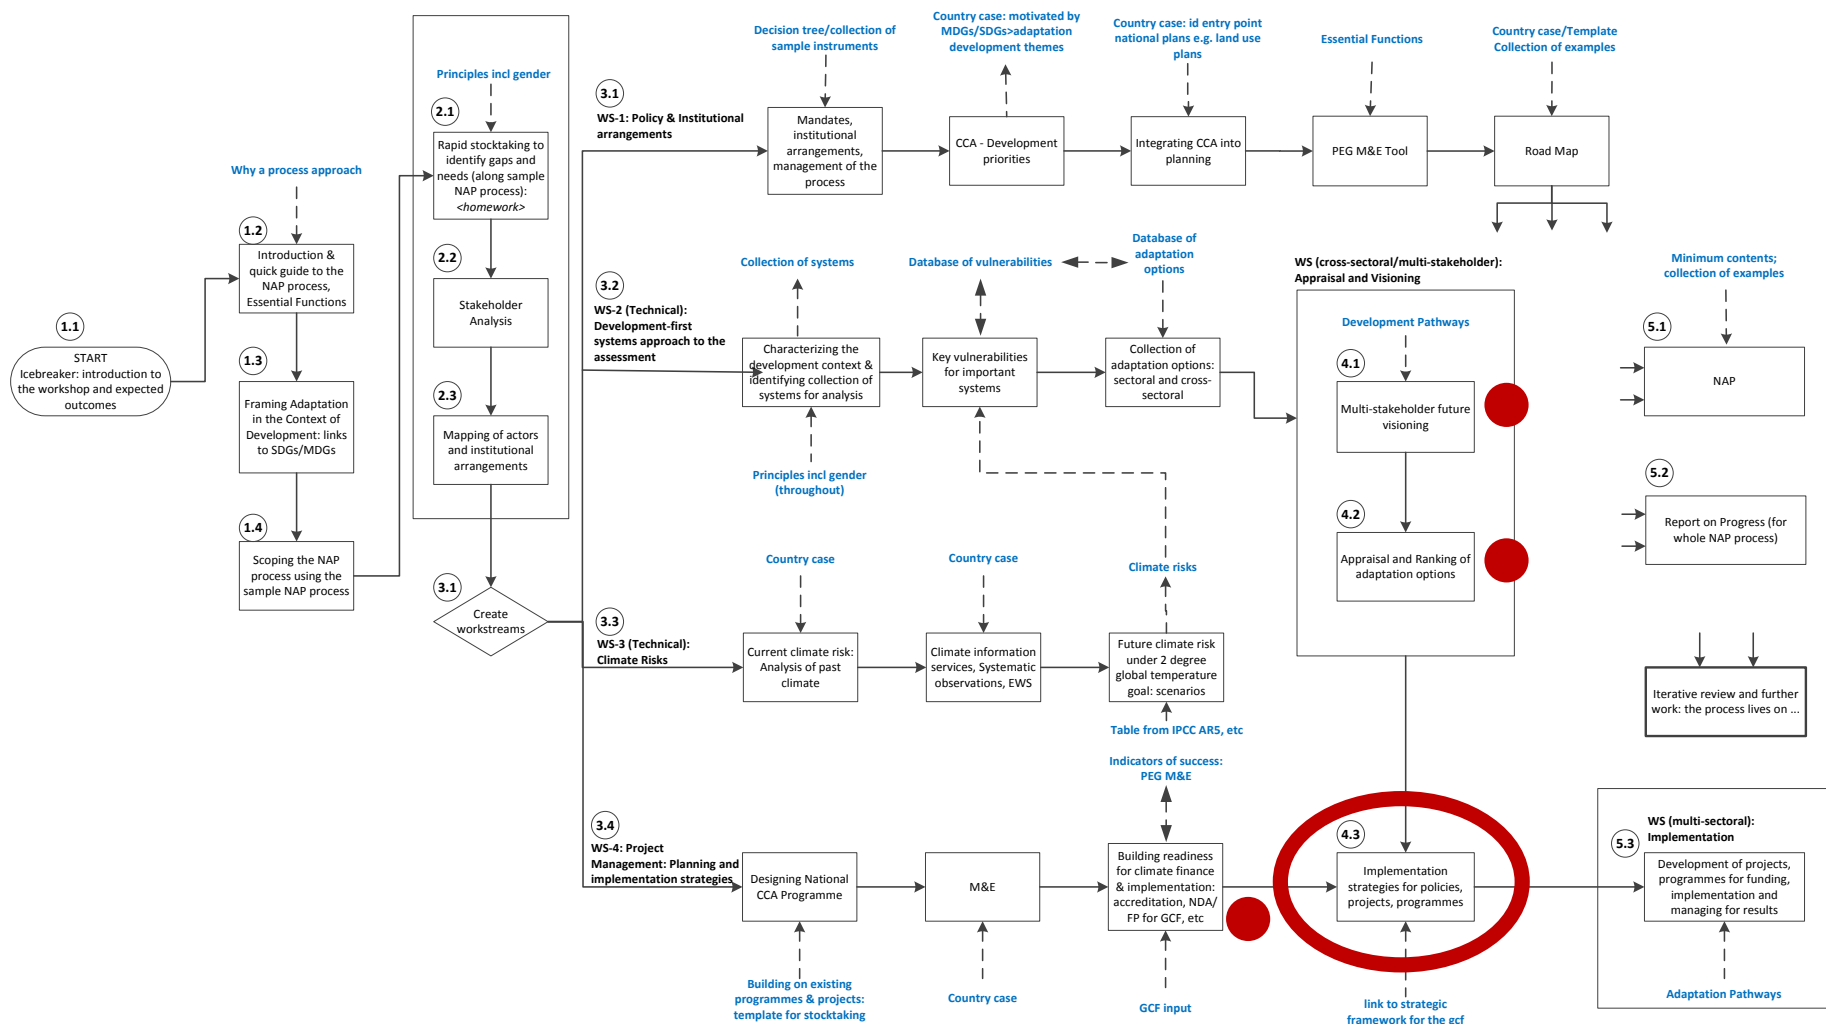 Decision tree/collection of
sample instruments
Country case: motivated by
MDGs/SDGs>adaptation
development themes
Country case: id entry point
national plans e.g. land use
plans
Essential Functions
Country case/Template
Collection of examples
Principles incl gender
2.1
Rapid stocktaking to
identify gaps and
needs (along sample
NAP process):
<homework>
3.1
WS-1: Policy & Institutional
arrangements
Mandates,
institutional
arrangements,
management of the
process
CCA - Development
priorities
Integrating CCA into
planning
PEG M&E Tool
Road Map
Why a process approach
1.2
Introduction &
quick guide to the
NAP process,
Essential Functions
2.2
Stakeholder
Analysis
1.1
START
Icebreaker: introduction to
the workshop and expected
outcomes
1.3
Framing Adaptation
in the Context of
Development: links
to SDGs/MDGs
2.3
Mapping of actors
and institutional
arrangements
1.4
Scoping the NAP
process using the
sample NAP process
3.1
Create
workstreams
3.2
WS-2 (Technical):
Development-first
systems approach to the
assessment
Collection of systems
Database of vulnerabilities
Database of
adaptation
options
Characterizing the
development context &
identifying collection of
systems for analysis
Key vulnerabilities
for important
systems
Collection of
adaptation options:
sectoral and cross-
sectoral
Principles incl gender
(throughout)
WS (cross-sectoral/multi-stakeholder):
Appraisal and Visioning
Development Pathways
4.1
Multi-stakeholder future
visioning
4.2
Appraisal and Ranking of
adaptation options
Minimum contents;
collection of examples
5.1
NAP
5.2
Report on Progress (for
whole NAP process)
Iterative review and further
work: the process lives on ...
3.3
WS-3 (Technical):
Climate Risks
Country case
Country case
Climate risks
Current climate risk:
Analysis of past
climate
Climate information
services, Systematic
observations, EWS
Future climate risk
under 2 degree
global temperature
goal: scenarios
Table from IPCC AR5, etc
Indicators of success:
PEG M&E
3.4
WS-4: Project
Management: Planning and
implementation strategies
Designing National
CCA Programme
M&E
Building readiness
for climate finance
& implementation:
accreditation, NDA/
FP for GCF, etc
4.3
Implementation
strategies for policies,
projects, programmes
WS (multi-sectoral):
Implementation
5.3
Development of projects,
programmes for funding,
implementation and
managing for results
Building on existing
programmes & projects:
template for stocktaking
Country case
GCF input
link to strategic
framework for the gcf
Adaptation Pathways